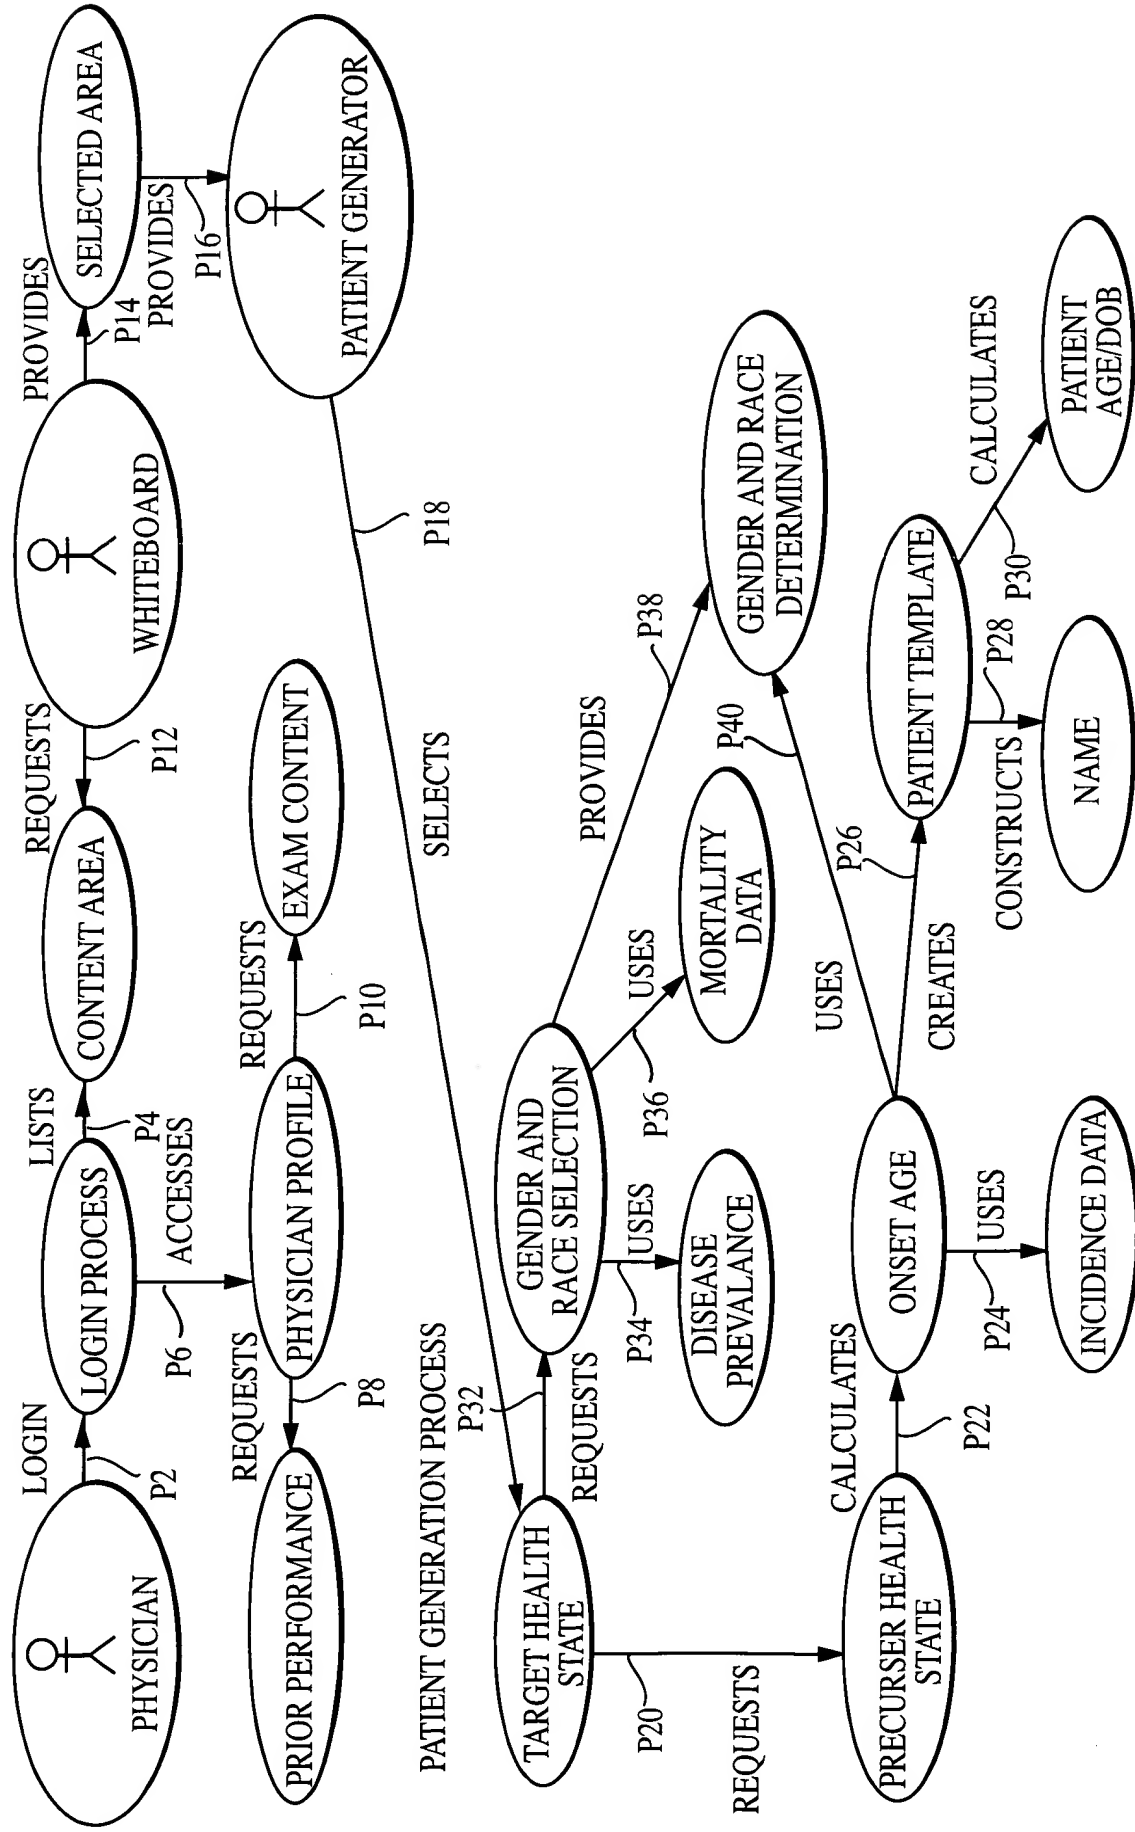 LOGIN
LISTS
REQUESTS
PROVIDES
PHYSICIAN
P2
LOGIN PROCESS
P4
CONTENT AREA
P12
WHITEBOARD
P14
SELECTED AREA
P6
ACCESSES
PROVIDES
P16
REQUESTS
REQUESTS
PRIOR PERFORMANCE
P8
PHYSICIAN PROFILE
P10
EXAM CONTENT
PATIENT GENERATOR
PATIENT GENERATION PROCESS
SELECTS
P18
P32
TARGET HEALTH
STATE
REQUESTS
GENDER AND
RACE SELECTION
PROVIDES
P38
P34
USES
P36
USES
DISEASE
PREVALANCE
MORTALITY
DATA
P40
GENDER AND RACE
DETERMINATION
P20
REQUESTS
CALCULATES
USES
P26
PRECURSER HEALTH
STATE
P22
ONSET AGE
CREATES
PATIENT TEMPLATE
CALCULATES
P24
USES
CONSTRUCTS
P28
P30
INCIDENCE DATA
NAME
PATIENT
AGE/DOB